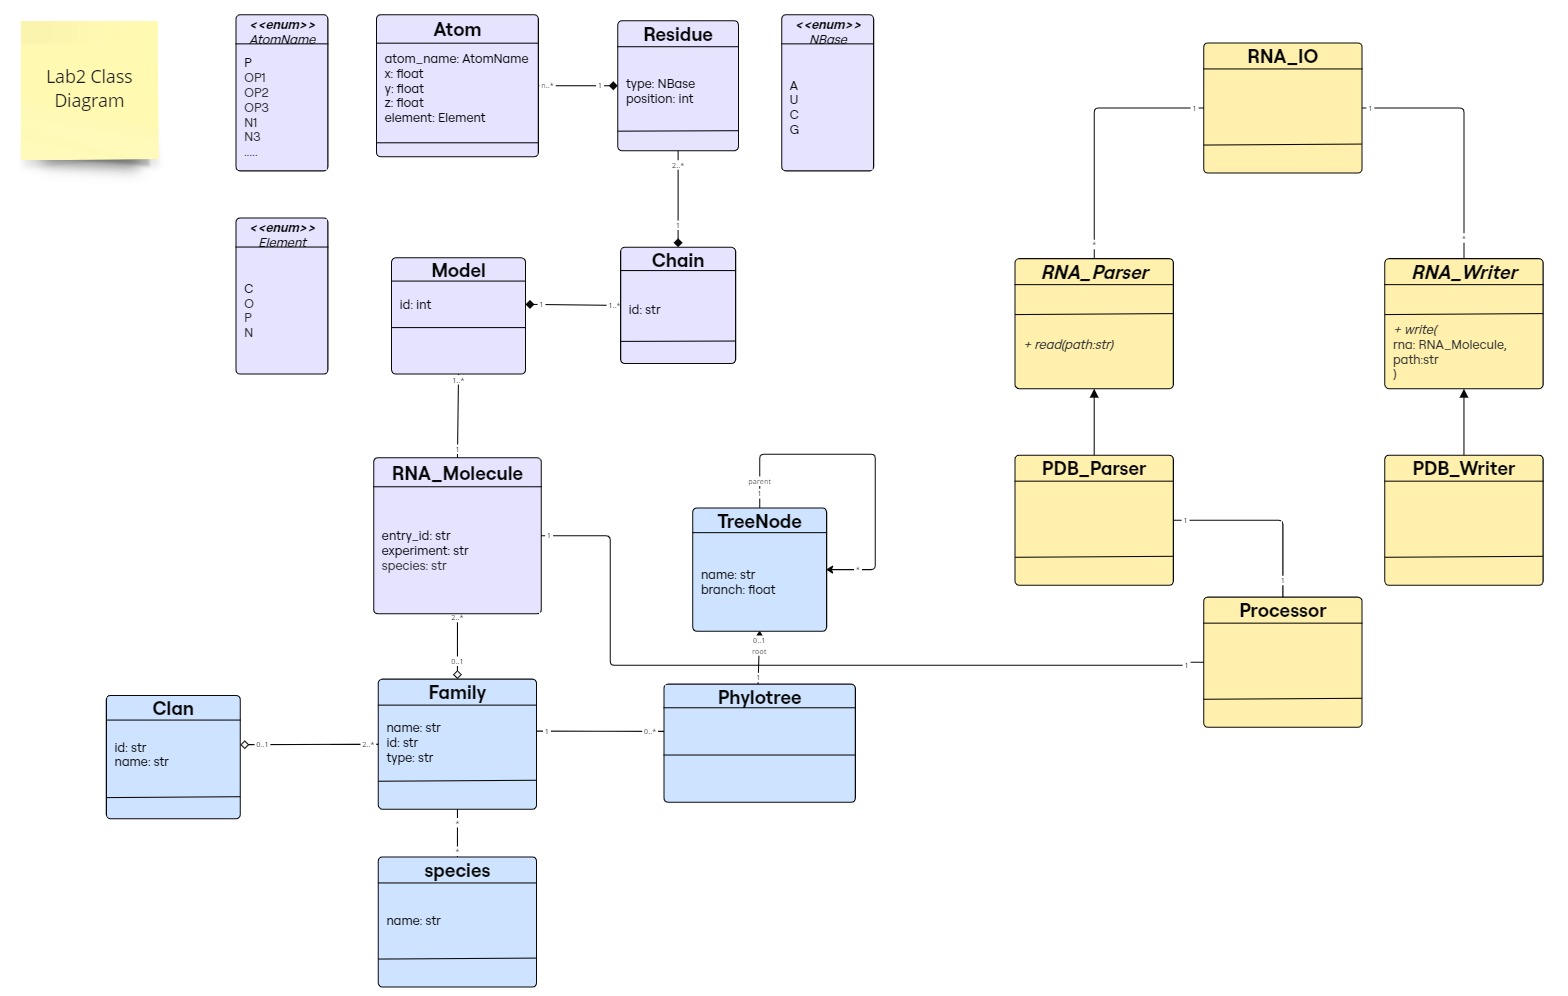 Lab2 Class
Diagram
<<enum>>
AtomName
P
OP1
OP2
OP3
N1
N3
.....
Atom
atom_name: AtomName
x: float
y: float
z: float
element: Element
n..*
1
Residue
type: NBase
position: int
<<enum>>
NBase
A
U
C
G
2..*
1
<<enum>>
Element
C
O
P
N
Model
id: int
1
1..*
Chain
id: str
1..*
1
RNA_Molecule
entry_id: str
experiment: str
species: str
1
2..*
0..1
parent
1
TreeNode
name: str
branch: float
*
0..1
root
1
Clan
id: str
name: str
0..1
2..*
Family
name: str
id: str
type: str
1
0..*
Phylotree
*
*
species
name: str
RNA_IO
1
1
*
*
RNA_Parser
+ read(path:str)
RNA_Writer
+ write(
rna: RNA_Molecule,
path:str
)
PDB_Parser
1
PDB_Writer
1
Processor
1